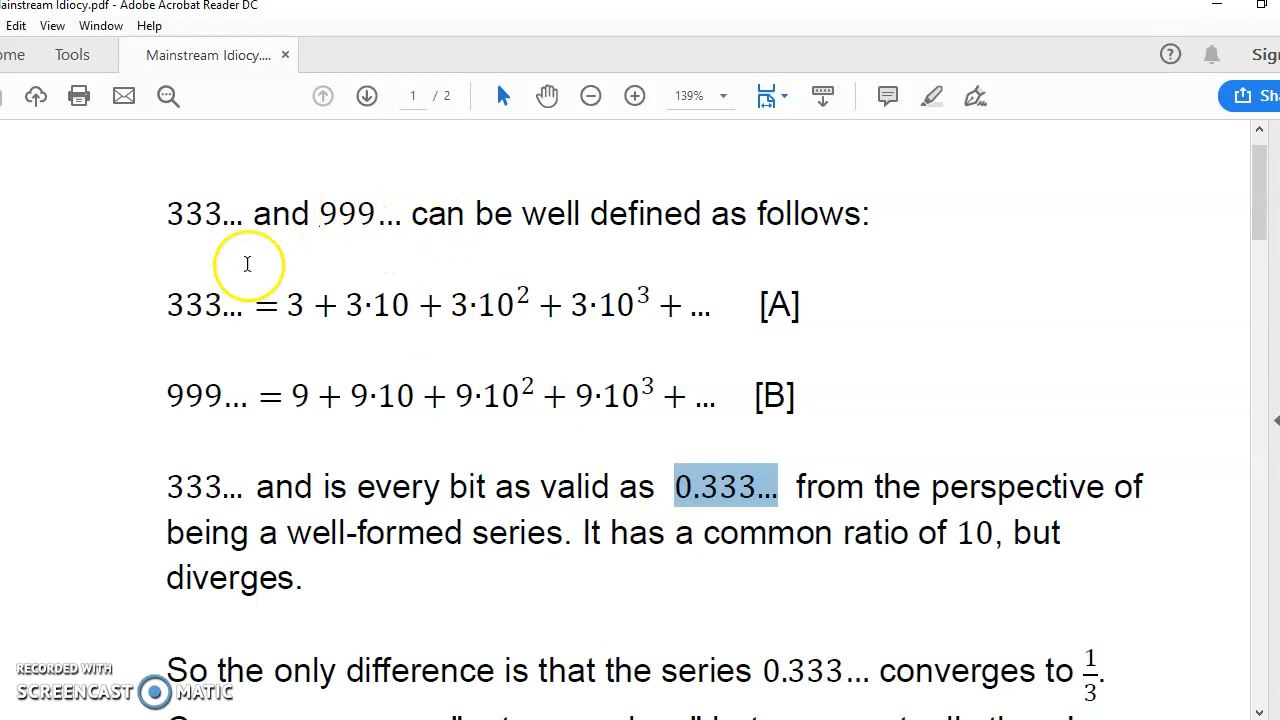 ainstream Idiocy.pdf - Adobe Acrobat Reader DC
Edit View Window Help
ome Tools Mainstream Idiocy.... × Sign
1 / 2 139% Sha
333... and 999... can be well defined as follows:
333... = 3 + 3·10 + 3·10² + 3·10³ + ... [A]
999... = 9 + 9·10 + 9·10² + 9·10³ + ... [B]
333... and is every bit as valid as 0.333... from the perspective of
being a well-formed series. It has a common ratio of 10, but
diverges.
So the only difference is that the series 0.333... converges to 1/3.
RECORDED WITH
SCREENCAST MATIC